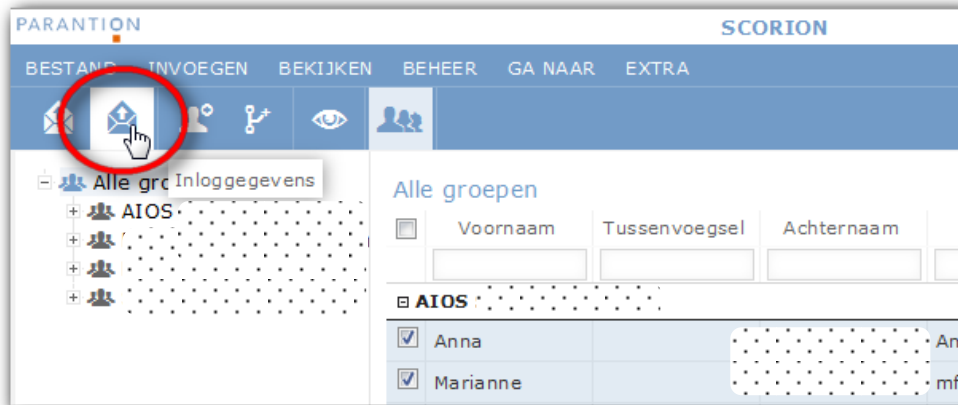 PARANTION
SCORION
BESTAND INVOEGEN BEKIJKEN BEHEER GA NAAR EXTRA
Inloggegevens
Alle
AIOS
Alle groepen
Voornaam Tussenvoegsel Achternaam
AIOS
Anna
Marianne